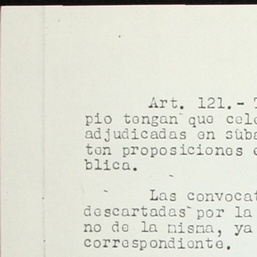 Art. 121.- T
pio tengan que cele
adjudicadas en súba
ten proposiciones e
blica.
Las convocat
descartadas por la
no de la misma, ya
correspondiente.